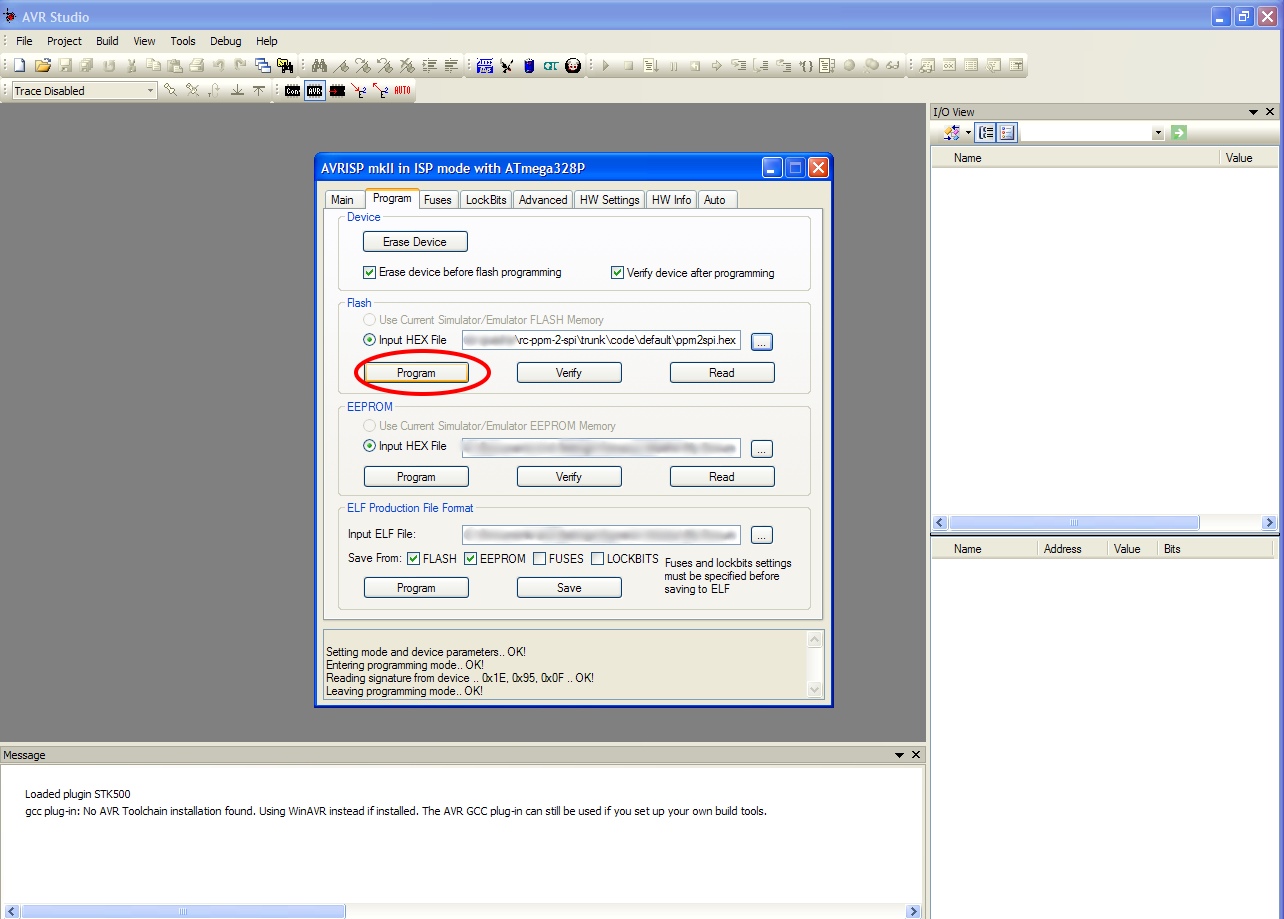 AVR Studio
File Project Build View Tools Debug Help
Trace Disabled
Con AVR AUTO
I/O View
Name Value
AVRISP mkII in ISP mode with ATmega328P
Main Program Fuses LockBits Advanced HW Settings HW Info Auto
Device
Erase Device
Erase device before flash programming Verify device after programming
Flash
Use Current Simulator/Emulator FLASH Memory
Input HEX File \rc-ppm-2-spi\trunk\code\default\ppm2spi.hex ...
Program Verify Read
EEPROM
Use Current Simulator/Emulator EEPROM Memory
Input HEX File ...
Program Verify Read
ELF Production File Format
Input ELF File: ...
Save From: FLASH EEPROM FUSES LOCKBITS
Fuses and lockbits settings
must be specified before
saving to ELF
Program Save
Setting mode and device parameters.. OK!
Entering programming mode.. OK!
Reading signature from device .. 0x1E, 0x95, 0x0F .. OK!
Leaving programming mode.. OK!
Name Address Value Bits
Message
Loaded plugin STK500
gcc plug-in: No AVR Toolchain installation found. Using WinAVR instead if installed. The AVR GCC plug-in can still be used if you set up your own build tools.